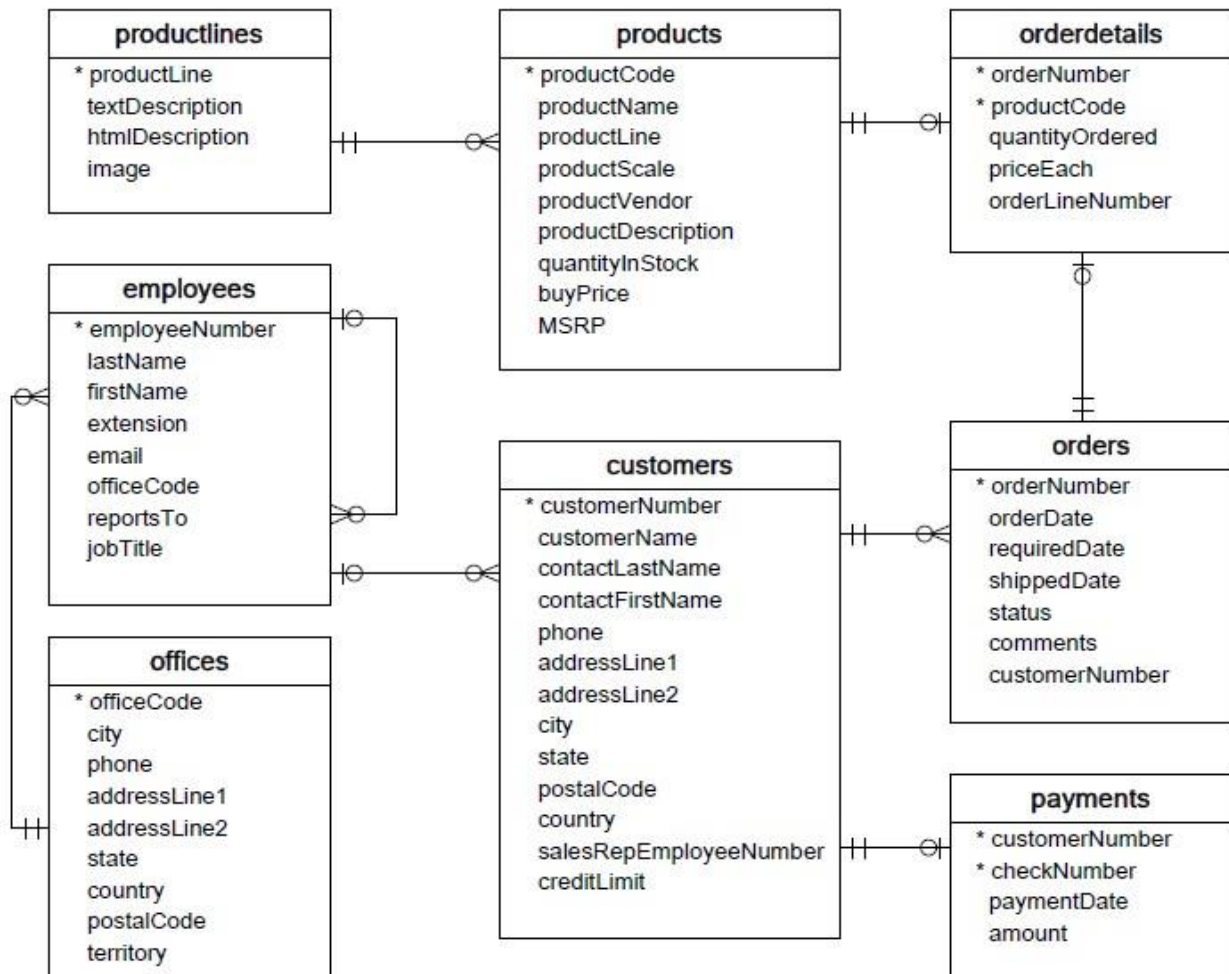 productlines
* productLine
textDescription
htmlDescription
image
products
* productCode
productName
productLine
productScale
productVendor
productDescription
quantityInStock
buyPrice
MSRP
orderdetails
* orderNumber
* productCode
quantityOrdered
priceEach
orderLineNumber
employees
* employeeNumber
lastName
firstName
extension
email
officeCode
reportsTo
jobTitle
customers
* customerNumber
customerName
contactLastName
contactFirstName
phone
addressLine1
addressLine2
city
state
postalCode
country
salesRepEmployeeNumber
creditLimit
orders
* orderNumber
orderDate
requiredDate
shippedDate
status
comments
customerNumber
offices
* officeCode
city
phone
addressLine1
addressLine2
state
country
postalCode
territory
payments
* customerNumber
* checkNumber
paymentDate
amount